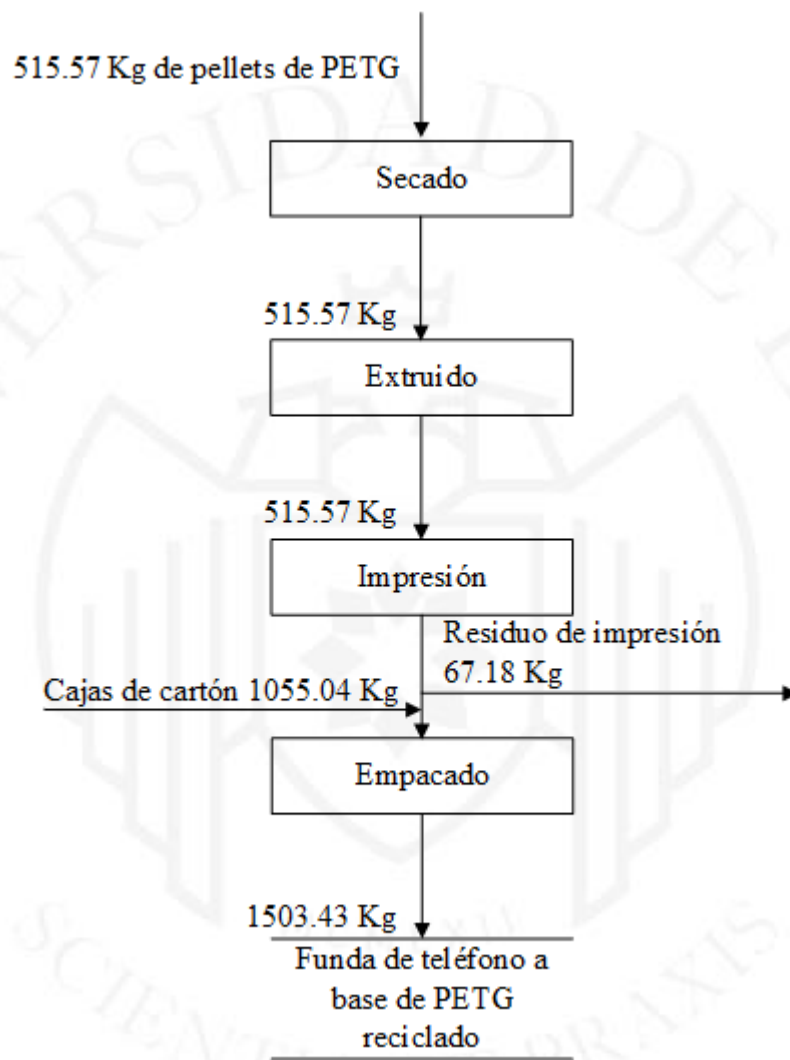 515.57 Kg de pellets de PETG
Secado
515.57 Kg
Extruido
515.57 Kg
Impresión
Residuo de impresión
67.18 Kg
Cajas de cartón 1055.04 Kg
Empacado
1503.43 Kg
Funda de teléfono a
base de PETG
reciclado